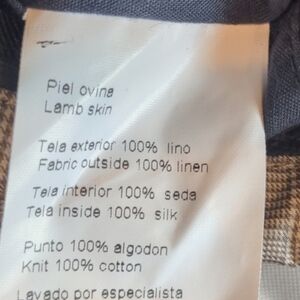 Piel ovina
Lamb skin
Tela exterior 100% lino
Fabric outside 100% linen
Tela interior 100% seda
Tela inside 100% silk
Punto 100% algodon
Knit 100% cotton
Lavado por especialista